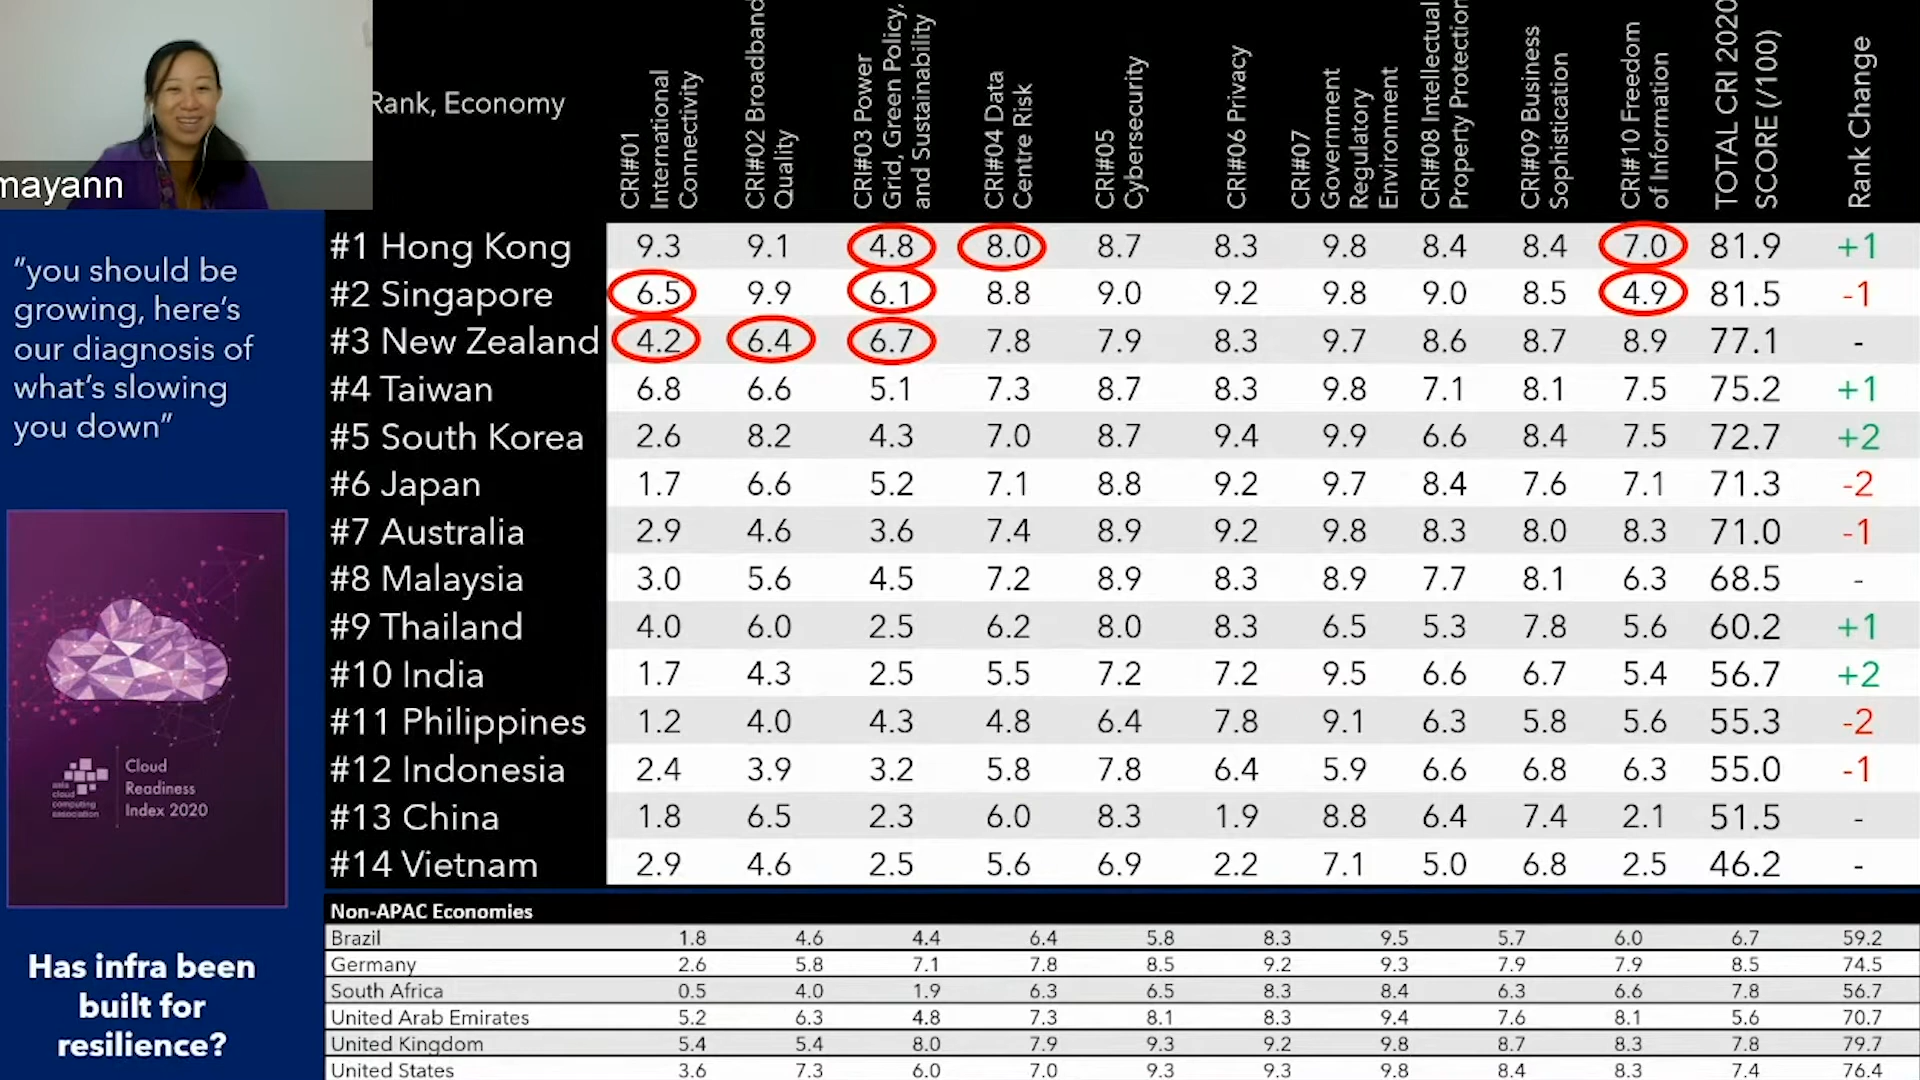 mayann
"you should be
growing, here's
our diagnosis of
what's slowing
you down"
asia
cloud
computing
association
Cloud
Readiness
Index 2020
Has infra been
built for
resilience?
Rank, Economy
CRI#01
International
Connectivity
CRI#02 Broadband
Quality
CRI#03 Power
Grid, Green Policy,
and Sustainability
CRI#04 Data
Centre Risk
CRI#05
Cybersecurity
CRI#06 Privacy
CRI#07
Government
Regulatory
Environment
CRI#08 Intellectual
Property Protection
CRI#09 Business
Sophistication
CRI#10 Freedom
of Information
TOTAL CRI 2020
SCORE (/100)
Rank Change
#1 Hong Kong 9.3 9.1 4.8 8.0 8.7 8.3 9.8 8.4 8.4 7.0 81.9 +1
#2 Singapore 6.5 9.9 6.1 8.8 9.0 9.2 9.8 9.0 8.5 4.9 81.5 -1
#3 New Zealand 4.2 6.4 6.7 7.8 7.9 8.3 9.7 8.6 8.7 8.9 77.1 -
#4 Taiwan 6.8 6.6 5.1 7.3 8.7 8.3 9.8 7.1 8.1 7.5 75.2 +1
#5 South Korea 2.6 8.2 4.3 7.0 8.7 9.4 9.9 6.6 8.4 7.5 72.7 +2
#6 Japan 1.7 6.6 5.2 7.1 8.8 9.2 9.7 8.4 7.6 7.1 71.3 -2
#7 Australia 2.9 4.6 3.6 7.4 8.9 9.2 9.8 8.3 8.0 8.3 71.0 -1
#8 Malaysia 3.0 5.6 4.5 7.2 8.9 8.3 8.9 7.7 8.1 6.3 68.5 -
#9 Thailand 4.0 6.0 2.5 6.2 8.0 8.3 6.5 5.3 7.8 5.6 60.2 +1
#10 India 1.7 4.3 2.5 5.5 7.2 7.2 9.5 6.6 6.7 5.4 56.7 +2
#11 Philippines 1.2 4.0 4.3 4.8 6.4 7.8 9.1 6.3 5.8 5.6 55.3 -2
#12 Indonesia 2.4 3.9 3.2 5.8 7.8 6.4 5.9 6.6 6.8 6.3 55.0 -1
#13 China 1.8 6.5 2.3 6.0 8.3 1.9 8.8 6.4 7.4 2.1 51.5 -
#14 Vietnam 2.9 4.6 2.5 5.6 6.9 2.2 7.1 5.0 6.8 2.5 46.2 -
Non-APAC Economies
Brazil 1.8 4.6 4.4 6.4 5.8 8.3 9.5 5.7 6.0 6.7 59.2
Germany 2.6 5.8 7.1 7.8 8.5 9.2 9.3 7.9 7.9 8.5 74.5
South Africa 0.5 4.0 1.9 6.3 6.5 8.3 8.4 6.3 6.6 7.8 56.7
United Arab Emirates 5.2 6.3 4.8 7.3 8.1 8.3 9.4 7.6 8.1 5.6 70.7
United Kingdom 5.4 5.4 8.0 7.9 9.3 9.2 9.8 8.7 8.3 7.8 79.7
United States 3.6 7.3 6.0 7.0 9.3 9.3 9.8 8.4 8.3 7.4 76.4